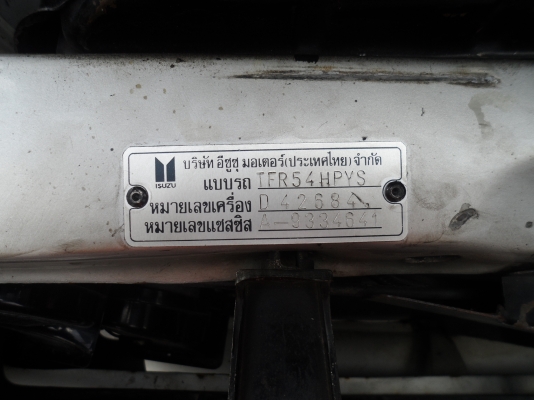 ISUZU
บริษัท อีซูซุ มอเตอร์(ประเทศไทย)จำกัด
แบบรถ TFR54HPYS
หมายเลขเครื่อง
หมายเลขแชสซิส